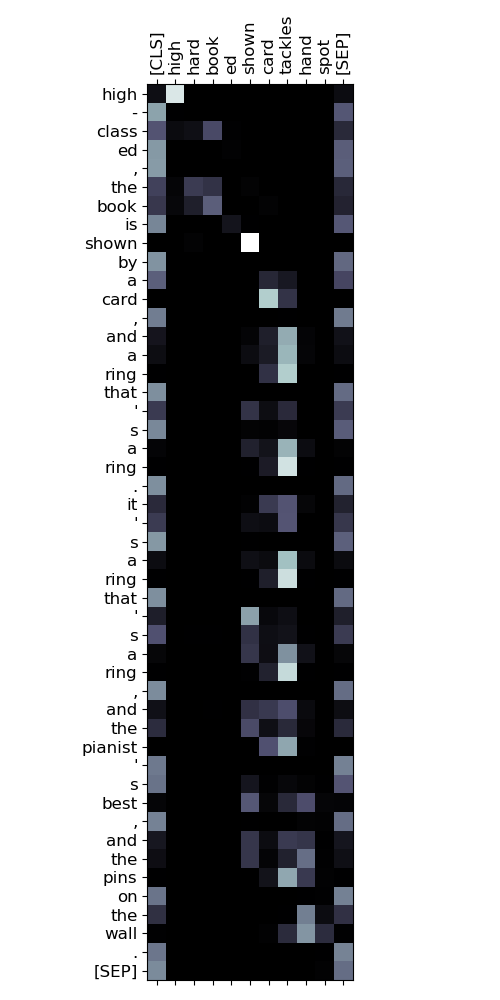 [CLS] high hard book ed shown card tackles hand spot [SEP]
high
-
class
ed
,
the
book
is
shown
by
a
card
,
and
a
ring
that
'
s
a
ring
.
it
'
s
a
ring
that
'
s
a
ring
,
and
the
pianist
'
s
best
,
and
the
pins
on
the
wall
.
[SEP]